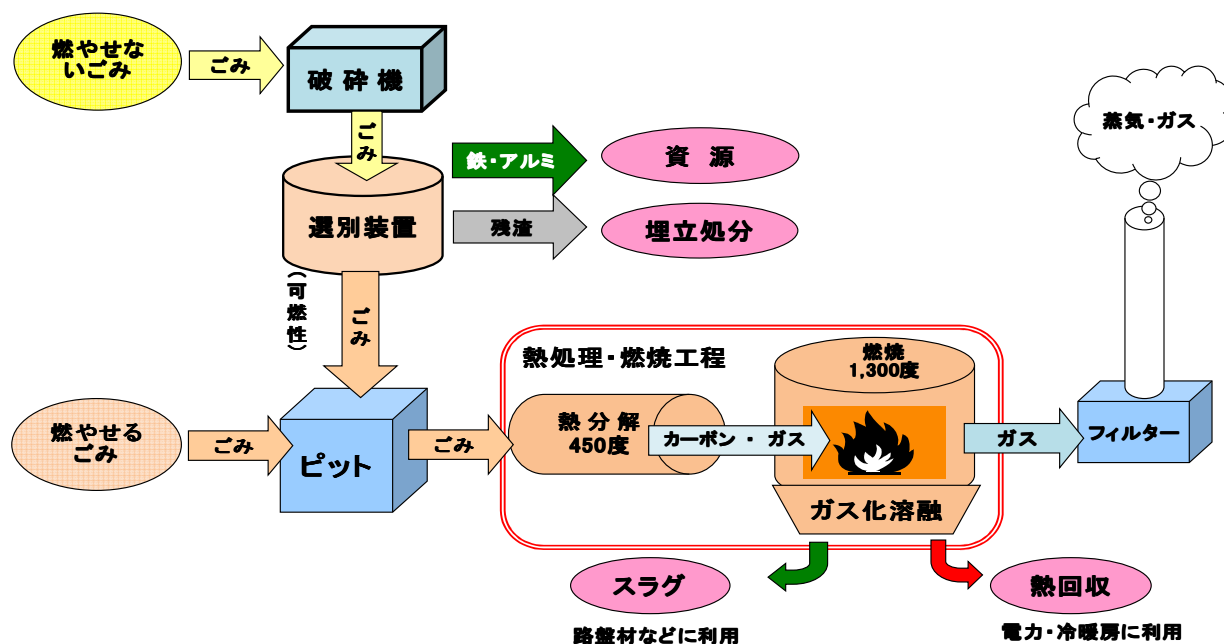 燃やせな
いごみ
ごみ
破砕機
ごみ
鉄・アルミ
資 源
選別装置
残渣
埋立処分
(可燃性)
ごみ
蒸気・ガス
熱処理・燃焼工程
燃焼
1,300度
燃やせる
ごみ
ごみ
ピット
ごみ
熱 分 解
450度
カーボン ・ ガス
ガス化溶融
ガス
フィルター
スラグ
路盤材などに利用
熱回収
電力・冷暖房に利用